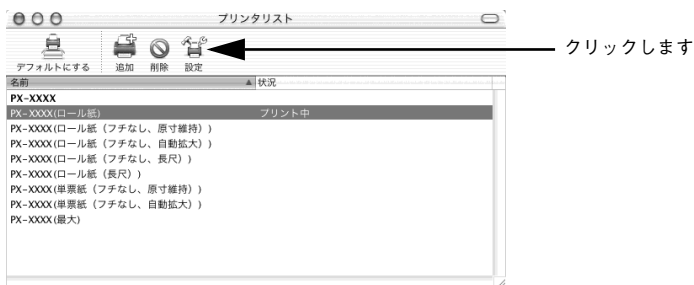 プリンタリスト
デフォルトにする 追加 削除 設定
クリックします
名前 状況
PX-XXXX
PX-XXXX(ロール紙) プリント中
PX-XXXX(ロール紙（フチなし、原寸維持）)
PX-XXXX(ロール紙（フチなし、自動拡大）)
PX-XXXX(ロール紙（フチなし、長尺）)
PX-XXXX(ロール紙（長尺）)
PX-XXXX(単票紙（フチなし、原寸維持）)
PX-XXXX(単票紙（フチなし、自動拡大）)
PX-XXXX(最大)